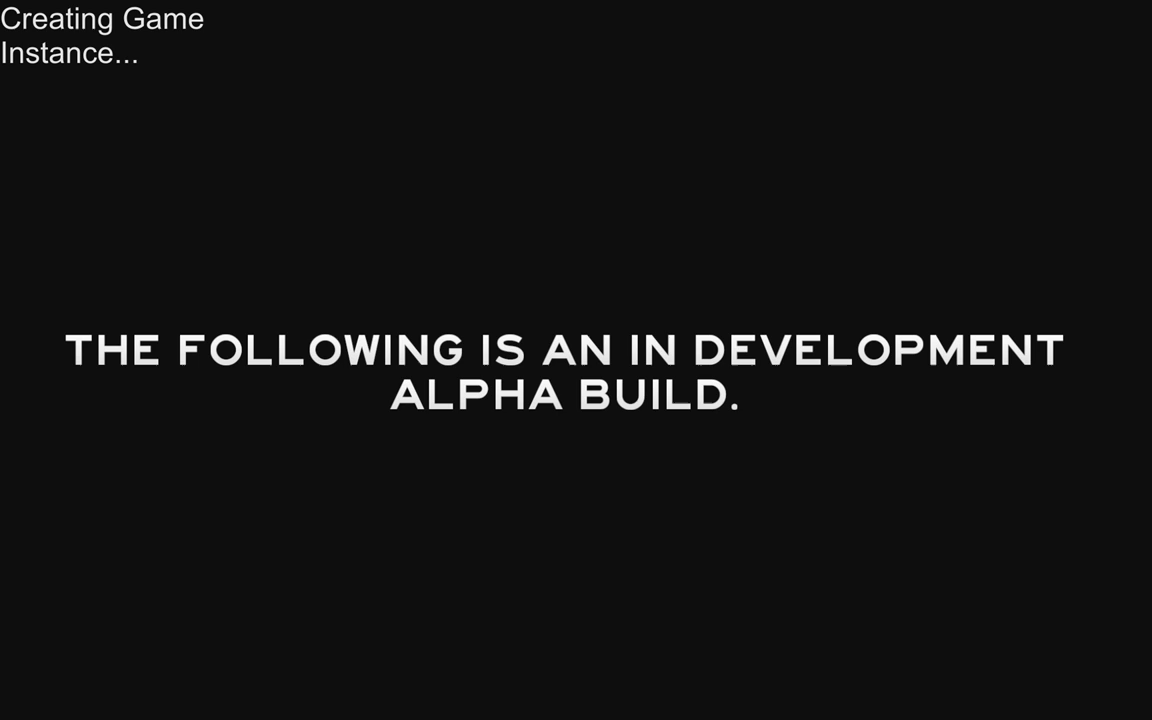 Creating Game
Instance...
THE FOLLOWING IS AN IN DEVELOPMENT
ALPHA BUILD.